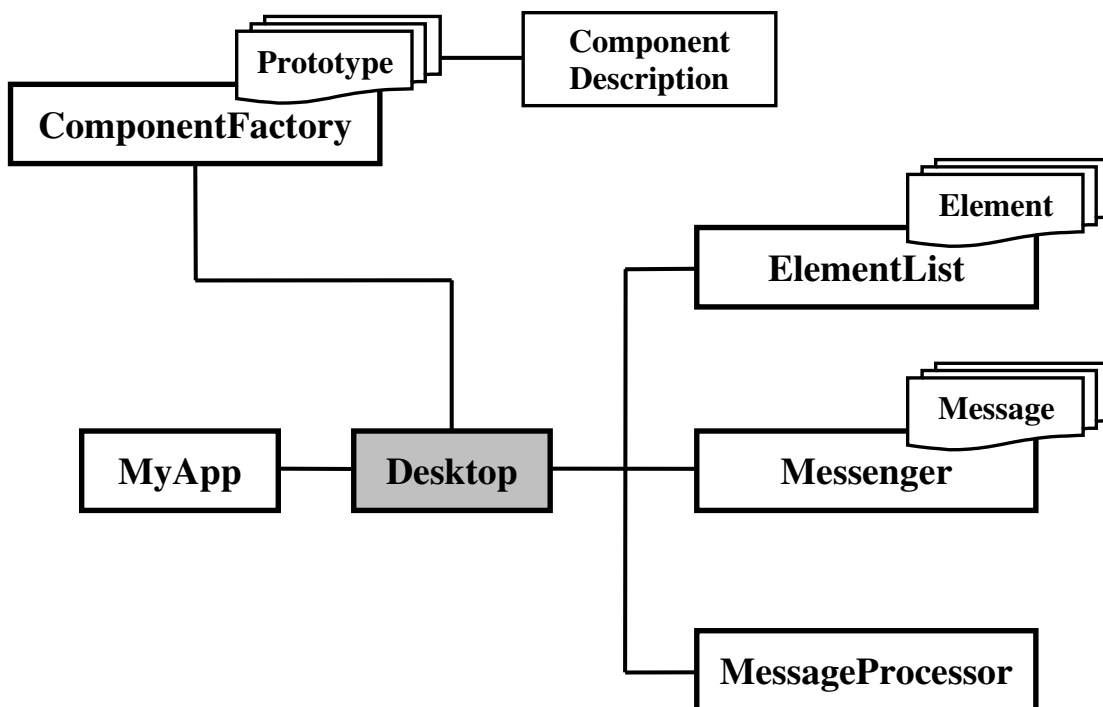 Prototype
Component
Description
ComponentFactory
Element
ElementList
Message
MyApp
Desktop
Messenger
MessageProcessor